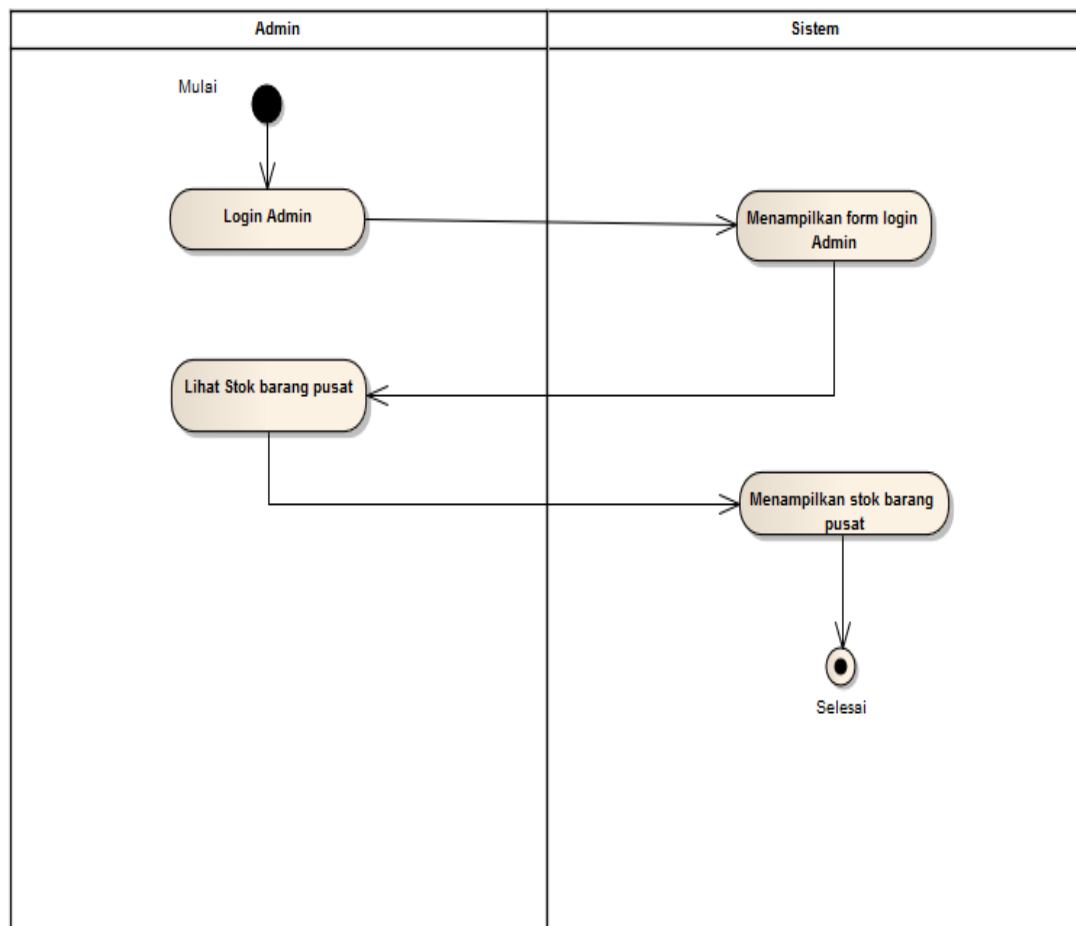 Admin
Sistem
Mulai
Login Admin
Menampilkan form login
Admin
Lihat Stok barang pusat
Menampilkan stok barang
pusat
Selesai